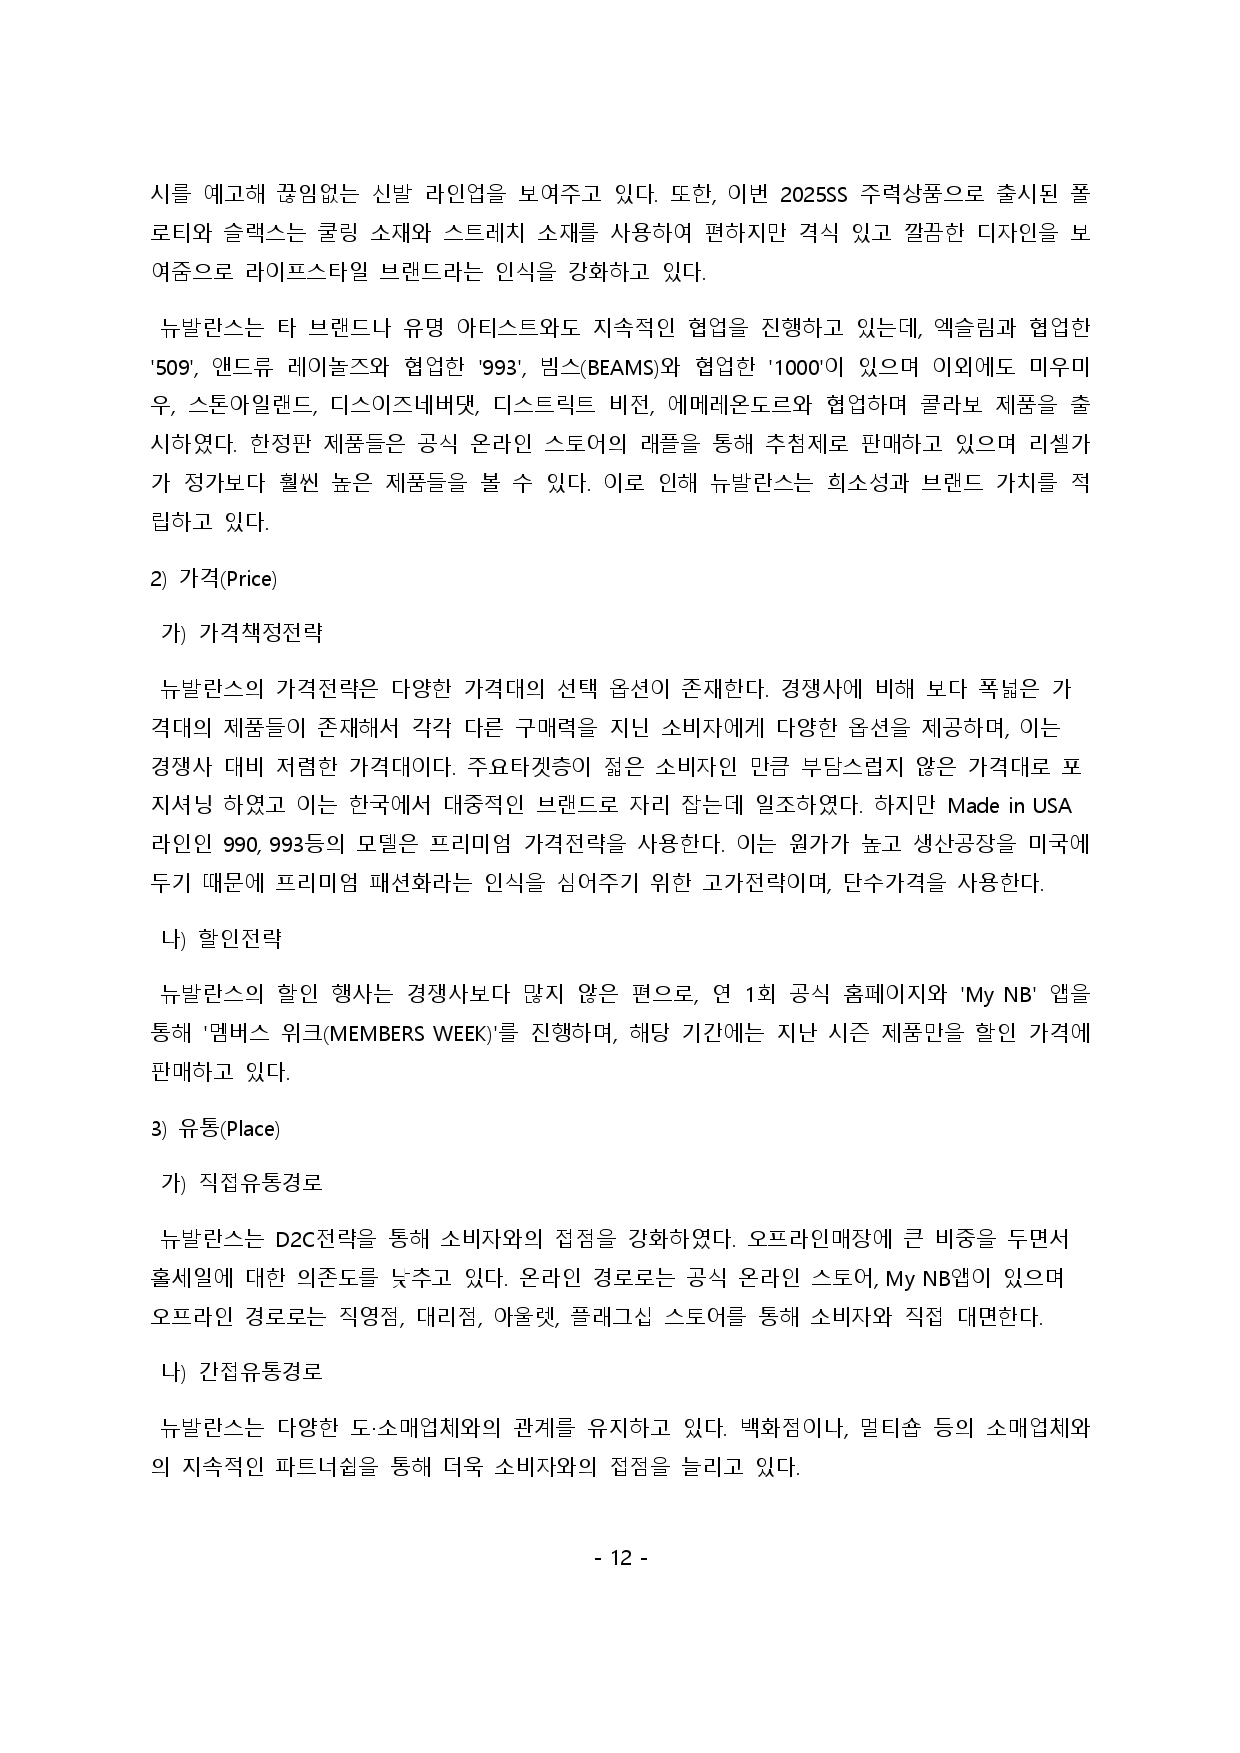 시를 예고해 끊임없는 신발 라인업을 보여주고 있다. 또한, 이번 2025SS 주력상품으로 출시된 폴
로티와 슬랙스는 쿨링 소재와 스트레치 소재를 사용하여 편하지만 격식 있고 깔끔한 디자인을 보
여줌으로 라이프스타일 브랜드라는 인식을 강화하고 있다.
뉴발란스는 타 브랜드나 유명 아티스트와도 지속적인 협업을 진행하고 있는데, 엑슬림과 협업한
'509', 앤드류 레이놀즈와 협업한 '993', 빔스(BEAMS)와 협업한 '1000'이 있으며 이외에도 미우미
우, 스톤아일랜드, 디스이즈네버댓, 디스트릭트 비전, 에메레온도르와 협업하며 콜라보 제품을 출
시하였다. 한정판 제품들은 공식 온라인 스토어의 래플을 통해 추첨제로 판매하고 있으며 리셀가
가 정가보다 훨씬 높은 제품들을 볼 수 있다. 이로 인해 뉴발란스는 희소성과 브랜드 가치를 적
립하고 있다.
2) 가격(Price)
가) 가격책정전략
뉴발란스의 가격전략은 다양한 가격대의 선택 옵션이 존재한다. 경쟁사에 비해 보다 폭넓은 가
격대의 제품들이 존재해서 각각 다른 구매력을 지닌 소비자에게 다양한 옵션을 제공하며, 이는
경쟁사 대비 저렴한 가격대이다. 주요타겟층이 젊은 소비자인 만큼 부담스럽지 않은 가격대로 포
지셔닝 하였고 이는 한국에서 대중적인 브랜드로 자리 잡는데 일조하였다. 하지만 Made in USA
라인인 990, 993등의 모델은 프리미엄 가격전략을 사용한다. 이는 원가가 높고 생산공장을 미국에
두기 때문에 프리미엄 패션화라는 인식을 심어주기 위한 고가전략이며, 단수가격을 사용한다.
나) 할인전략
뉴발란스의 할인 행사는 경쟁사보다 많지 않은 편으로, 연 1회 공식 홈페이지와 'My NB' 앱을
통해 '멤버스 위크(MEMBERS WEEK)'를 진행하며, 해당 기간에는 지난 시즌 제품만을 할인 가격에
판매하고 있다.
3) 유통(Place)
가) 직접유통경로
뉴발란스는 D2C전략을 통해 소비자와의 접점을 강화하였다. 오프라인매장에 큰 비중을 두면서
홀세일에 대한 의존도를 낮추고 있다. 온라인 경로로는 공식 온라인 스토어, My NB앱이 있으며
오프라인 경로로는 직영점, 대리점, 아울렛, 플래그십 스토어를 통해 소비자와 직접 대면한다.
나) 간접유통경로
뉴발란스는 다양한 도·소매업체와의 관계를 유지하고 있다. 백화점이나, 멀티숍 등의 소매업체와
의 지속적인 파트너쉽을 통해 더욱 소비자와의 접점을 늘리고 있다.
- 12 -